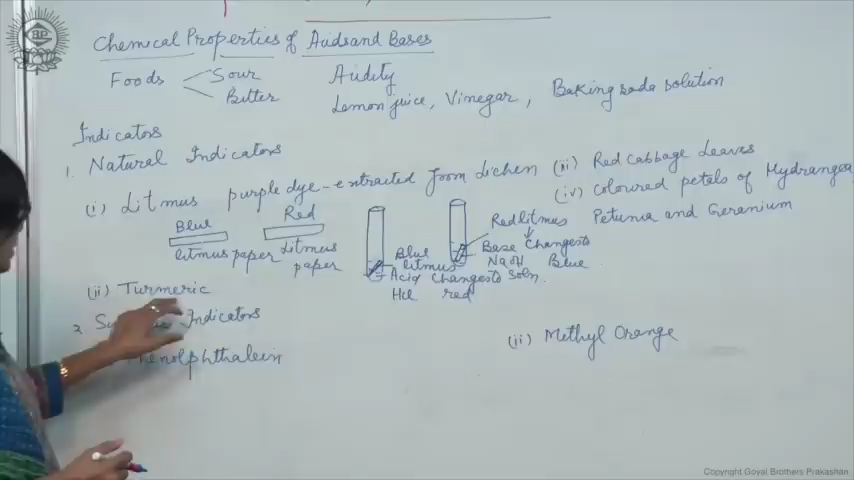 Chemical Properties of Acids and Bases
Foods Sour Acidity
Bitter Lemon juice, Vinegar, Baking soda solution
Indicators
1. Natural Indicators
(i) Litmus purple dye-extracted from lichen (iii) Red cabbage Leaves
(iv) coloured petals of Hydrangea
Petunia and Geranium
Blue
litmus paper
Red
Litmus
paper
Blue
litmus
Acid Changes to
HCl red
Red litmus
Base Changes to
NaOH Blue
Soln.
(ii) Turmeric
2. Indicators
Phenolphthalein (ii) Methyl Orange
Copyright Goyal Brothers Prakashan